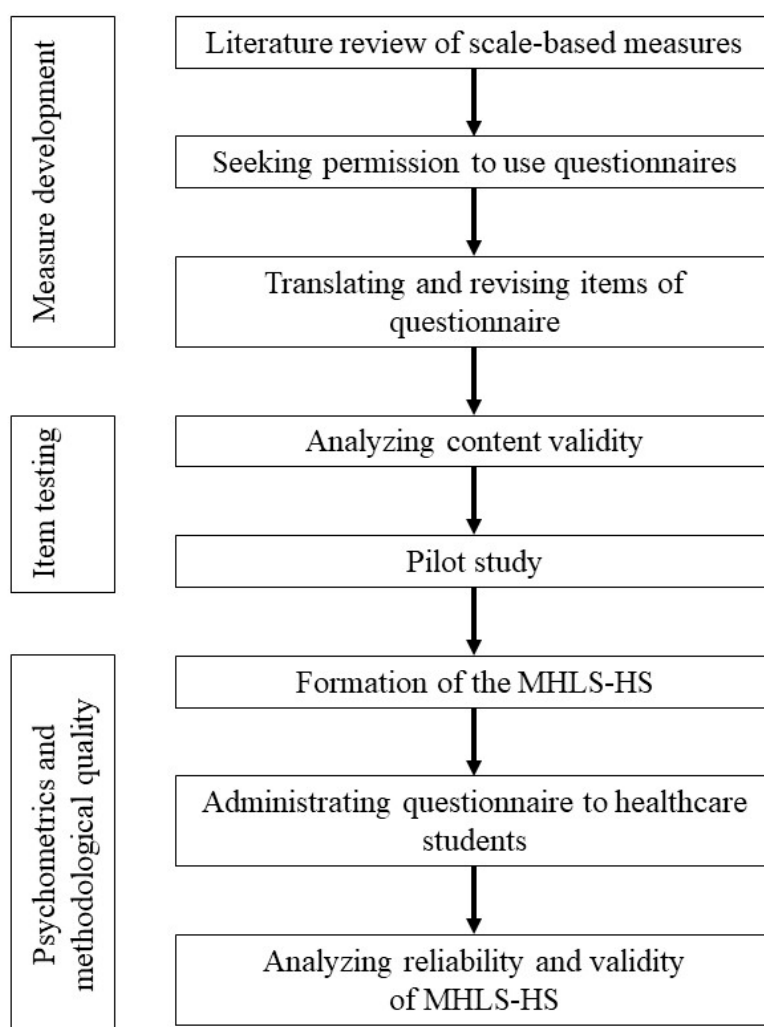 Measure development
Literature review of scale-based measures
Seeking permission to use questionnaires
Translating and revising items of
questionnaire
Item testing
Analyzing content validity
Pilot study
Psychometrics and
methodological quality
Formation of the MHLS-HS
Administrating questionnaire to healthcare
students
Analyzing reliability and validity
of MHLS-HS